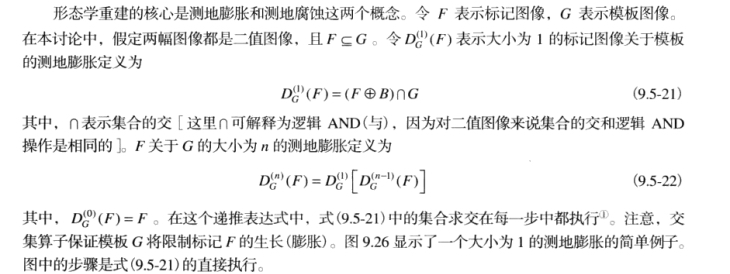 形态学重建的核心是测地膨胀和测地腐蚀这两个概念。令 F 表示标记图像，G 表示模板图像。
在本讨论中，假定两幅图像都是二值图像，且 F ⊆ G 。令 D_G^{(1)}(F) 表示大小为 1 的标记图像关于模板
的测地膨胀定义为
D_G^{(1)}(F) = (F ⊕ B) ∩ G (9.5-21)
其中，∩ 表示集合的交［这里∩可解释为逻辑 AND(与)，因为对二值图像来说集合的交和逻辑 AND
操作是相同的］。F 关于 G 的大小为 n 的测地膨胀定义为
D_G^{(n)}(F) = D_G^{(1)}[D_G^{(n-1)}(F)] (9.5-22)
其中，D_G^{(0)}(F) = F 。在这个递推表达式中，式(9.5-21)中的集合求交在每一步中都执行①。注意，交
集算子保证模板 G 将限制标记 F 的生长(膨胀)。图 9.26 显示了一个大小为 1 的测地膨胀的简单例子。
图中的步骤是式(9.5-21)的直接执行。